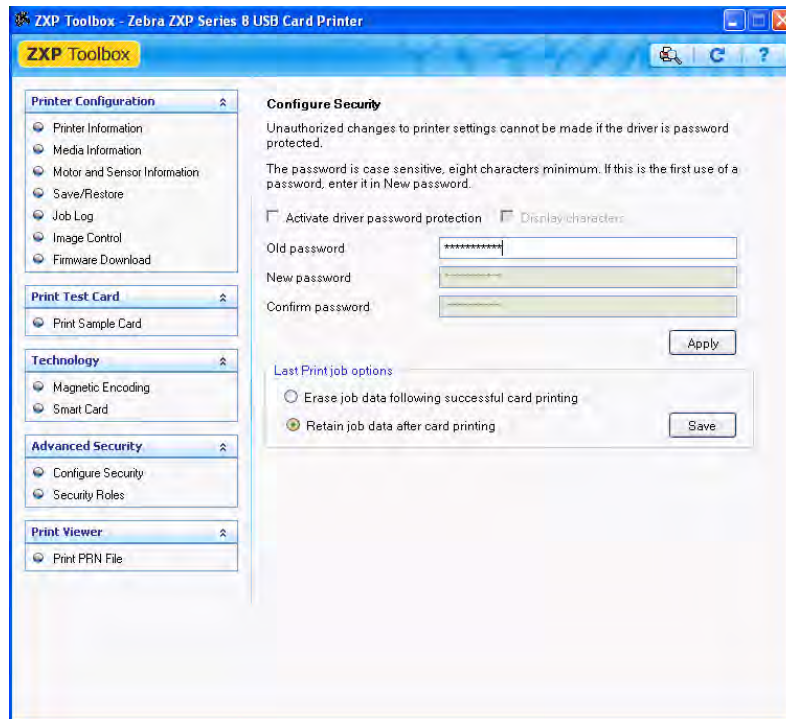 ZXP Toolbox - Zebra ZXP Series 8 USB Card Printer
ZXP Toolbox
?
Printer Configuration
Printer Information
Media Information
Motor and Sensor Information
Save/Restore
Job Log
Image Control
Firmware Download
Print Test Card
Print Sample Card
Technology
Magnetic Encoding
Smart Card
Advanced Security
Configure Security
Security Roles
Print Viewer
Print PRN File
Configure Security
Unauthorized changes to printer settings cannot be made if the driver is password
protected.
The password is case sensitive, eight characters minimum. If this is the first use of a
password, enter it in New password.
Activate driver password protection Display characters
Old password ***********
New password ***********
Confirm password ***********
Apply
Last Print job options
Erase job data following successful card printing
Retain job data after card printing
Save